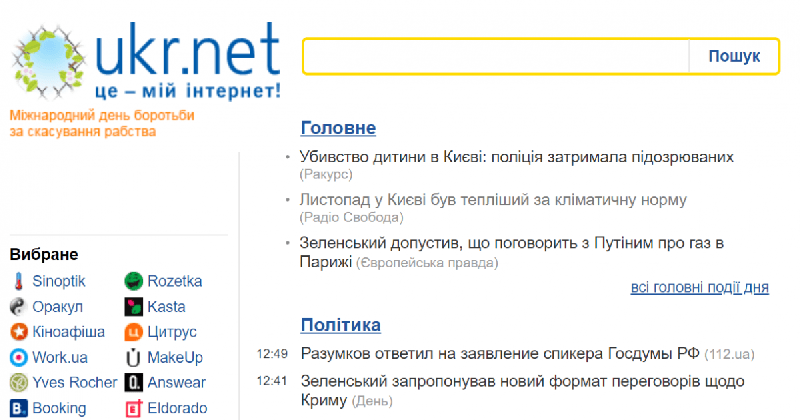 ukr.net
це – мій інтернет!
Пошук
Міжнародний день боротьби
за скасування рабства
Головне
Убивство дитини в Києві: поліція затримала підозрюваних
(Ракурс)
Листопад у Києві був тепліший за кліматичну норму
(Радіо Свобода)
Зеленський допустив, що поговорить з Путіним про газ в
Парижі (Європейська правда)
всі головні події дня
Політика
12:49 Разумков ответил на заявление спикера Госдумы РФ (112.ua)
12:41 Зеленський запропонував новий формат переговорів щодо
Криму (День)
Вибране
Sinoptik Rozetka
Оракул Kasta
Кіноафіша Цитрус
Work.ua MakeUp
Yves Rocher Answear
B. Booking Eldorado